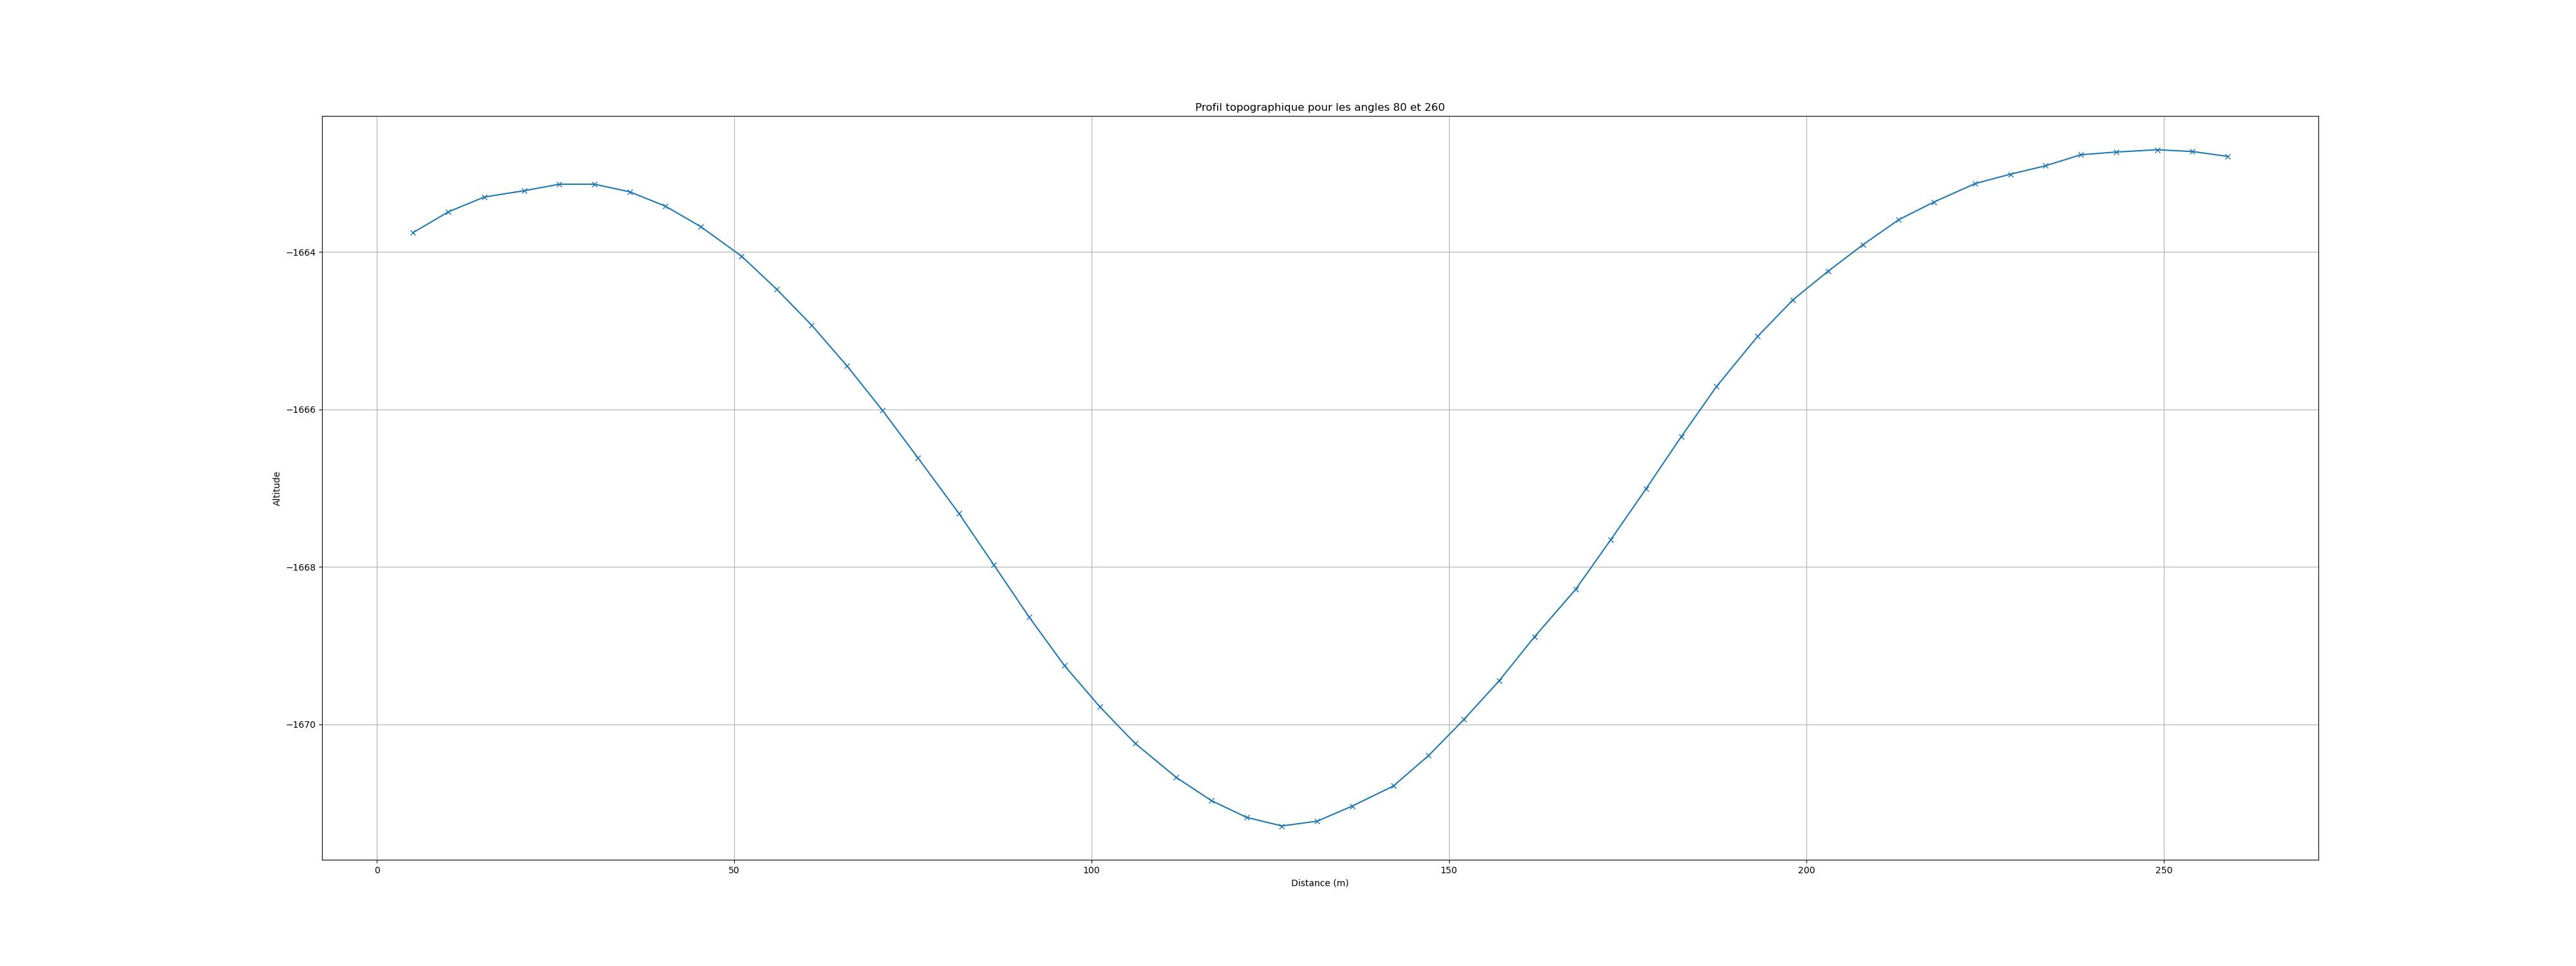 Profil topographique pour les angles 80 et 260
−1664
−1666
−1668
−1670
Altitude
0 50 100 150 200 250
Distance (m)